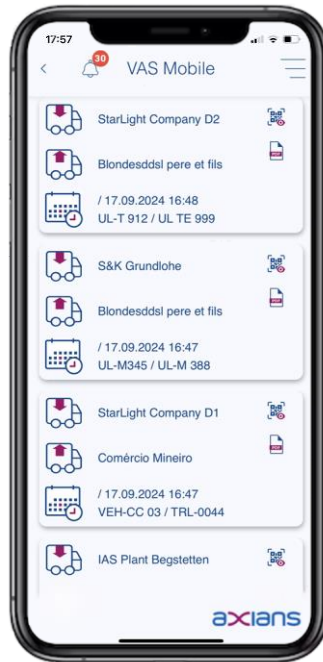 17:57
30
VAS Mobile
StarLight Company D2
Blondesddsl pere et fils
/ 17.09.2024 16:48
UL-T 912 / UL TE 999
S&K Grundlohe
Blondesddsl pere et fils
/ 17.09.2024 16:47
UL-M345 / UL-M 388
StarLight Company D1
Comércio Mineiro
/ 17.09.2024 16:47
VEH-CC 03 / TRL-0044
IAS Plant Begstetten
axians